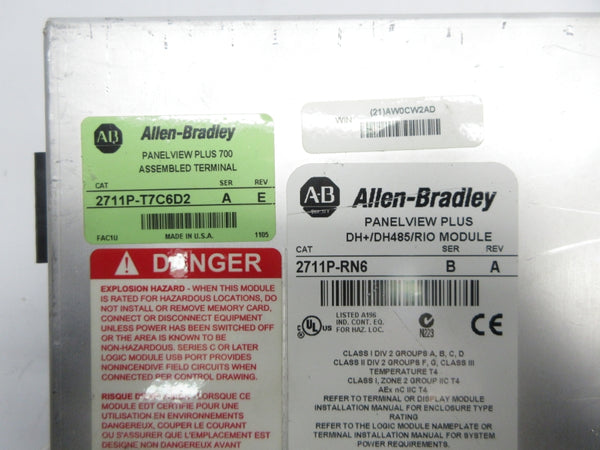 AB Allen-Bradley
PANELVIEW PLUS 700
ASSEMBLED TERMINAL
CAT SER REV
2711P-T7C6D2 A E
FAC1U MADE IN U.S.A. 1105
WIN: (21)AW0CW2AD
DANGER
EXPLOSION HAZARD - WHEN THIS MODULE
IS RATED FOR HAZARDOUS LOCATIONS, DO
NOT INSTALL OR REMOVE MEMORY CARD,
CONNECT OR DISCONNECT EQUIPMENT
UNLESS POWER HAS BEEN SWITCHED OFF
OR THE AREA IS KNOWN TO BE
NON-HAZARDOUS. SERIES C OR LATER
LOGIC MODULE USB PORT PROVIDES
NONINCENDIVE FIELD CIRCUITS WHEN
CONNECTED PER CONTROL DRAWING.
RISQUE D'EXPLOSION - LORSQUE CE
MODULE EDT CERTIFIÉ POUR UNE
UTILISATION EN ENVIRONNEMENTS
DANGEREUX, COUPER LE COURANT
OU S'ASSURER QUE L'EMPLACEMENT EST
DESIGNÉ NON DANGEREUX AVANT
AB Allen-Bradley
PANELVIEW PLUS
DH+/DH485/RIO MODULE
CAT SER REV
2711P-RN6 B A
LISTED A196
IND. CONT. EQ.
FOR HAZ. LOC.
c UL us
N223
CE
CLASS I DIV 2 GROUPS A, B, C, D
CLASS II DIV 2 GROUPS F, G, CLASS III
TEMPERATURE T4
CLASS I, ZONE 2 GROUP IIC T4
AEx nC IIC T4
REFER TO TERMINAL OR DISPLAY MODULE
INSTALLATION MANUAL FOR ENCLOSURE TYPE
RATING
REFER TO THE LOGIC MODULE NAMEPLATE OR
TERMINAL INSTALLATION MANUAL FOR SYSTEM
POWER REQUIREMENTS.